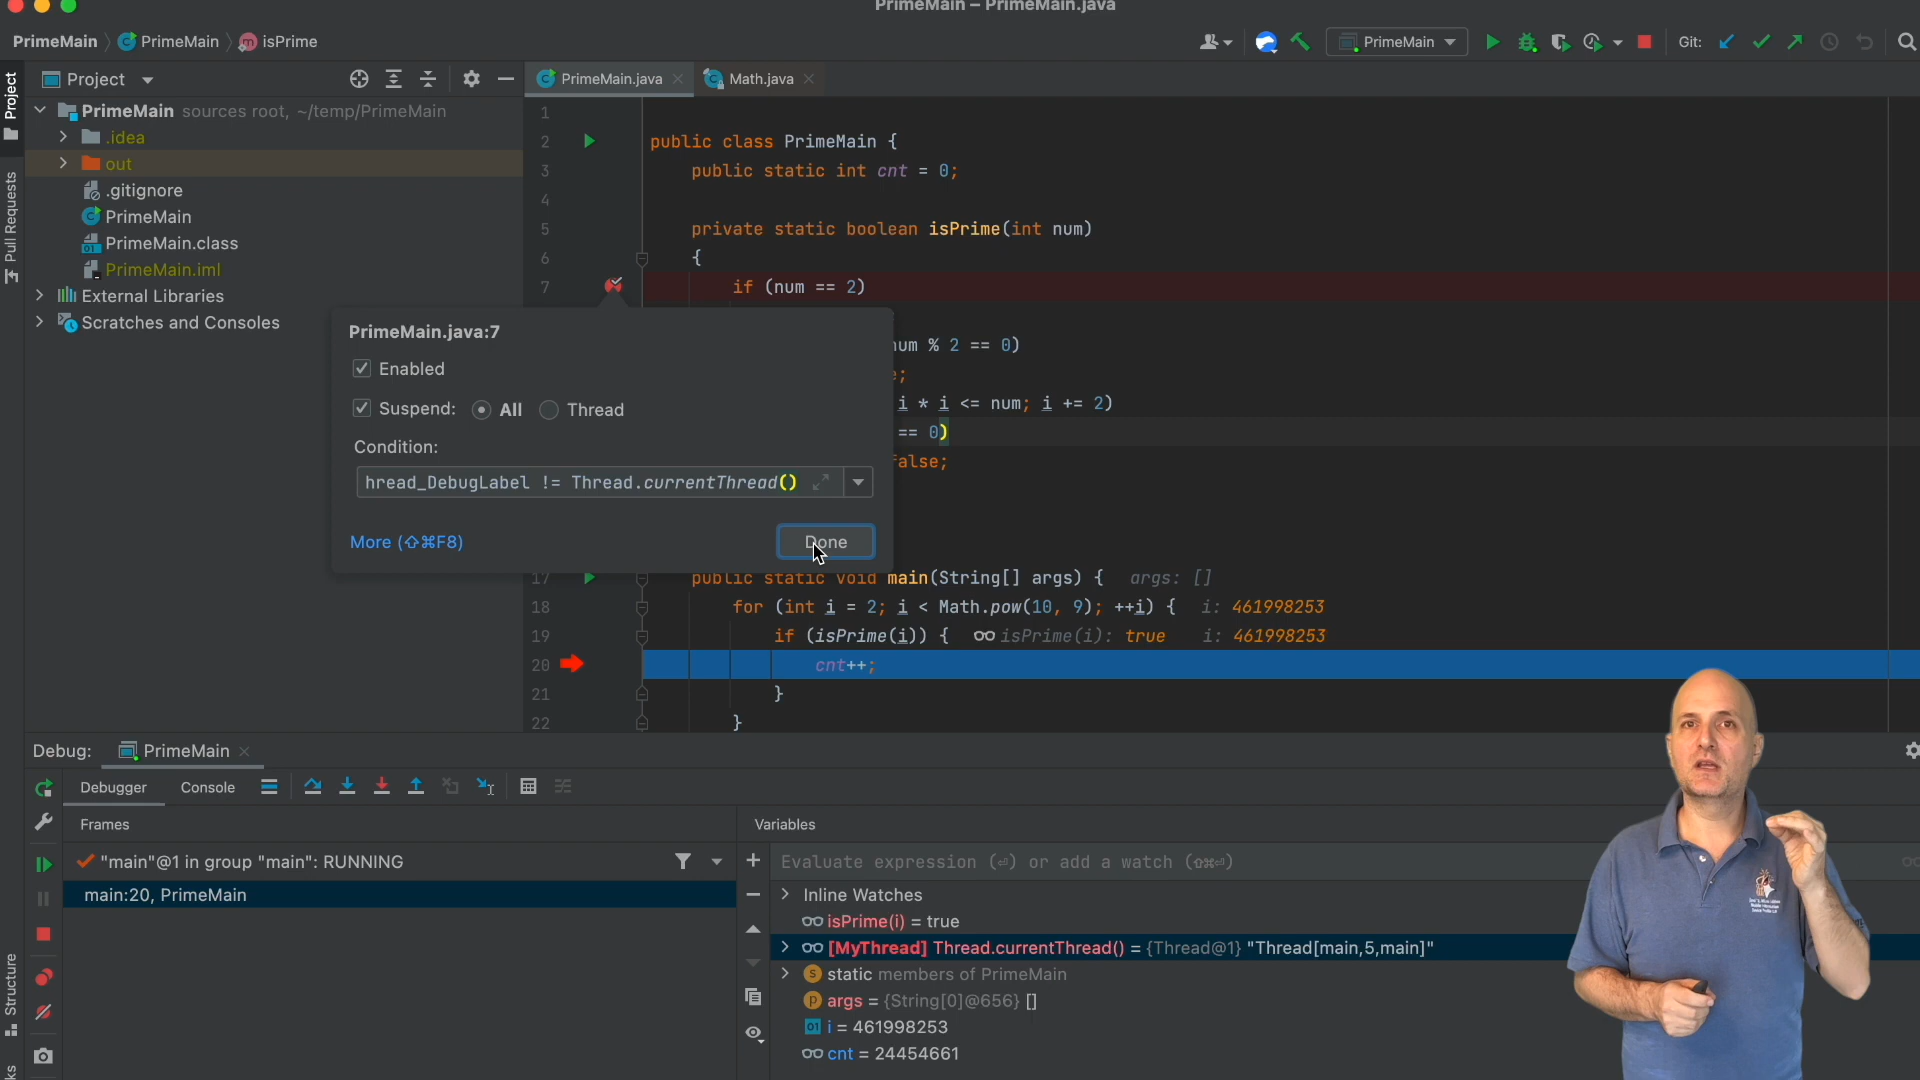 PrimeMain – PrimeMain.java
PrimeMain PrimeMain isPrime
PrimeMain Git:
Project
Pull Requests
Structure
Project
PrimeMain sources root, ~/temp/PrimeMain
.idea
out
.gitignore
PrimeMain
PrimeMain.class
PrimeMain.iml
External Libraries
Scratches and Consoles
PrimeMain.java Math.java
1
2 public class PrimeMain {
3 public static int cnt = 0;
4
5 private static boolean isPrime(int num)
6 {
7 if (num == 2)
% 2 == 0)
i * i <= num; i += 2)
== 0)
17 public static void main(String[] args) { args: []
18 for (int i = 2; i < Math.pow(10, 9); ++i) { i: 461998253
19 if (isPrime(i)) { isPrime(i): true i: 461998253
20 cnt++;
21 }
22 }
PrimeMain.java:7
Enabled
Suspend: All Thread
Condition:
hread_DebugLabel != Thread.currentThread()
More (⇧⌘F8) Done
Debug: PrimeMain
Debugger Console
Frames
"main"@1 in group "main": RUNNING
main:20, PrimeMain
Variables
Evaluate expression (⏎) or add a watch (⇧⌘⏎)
Inline Watches
isPrime(i) = true
[MyThread] Thread.currentThread() = {Thread@1} "Thread[main,5,main]"
static members of PrimeMain
args = {String[0]@656} []
i = 461998253
cnt = 24454661